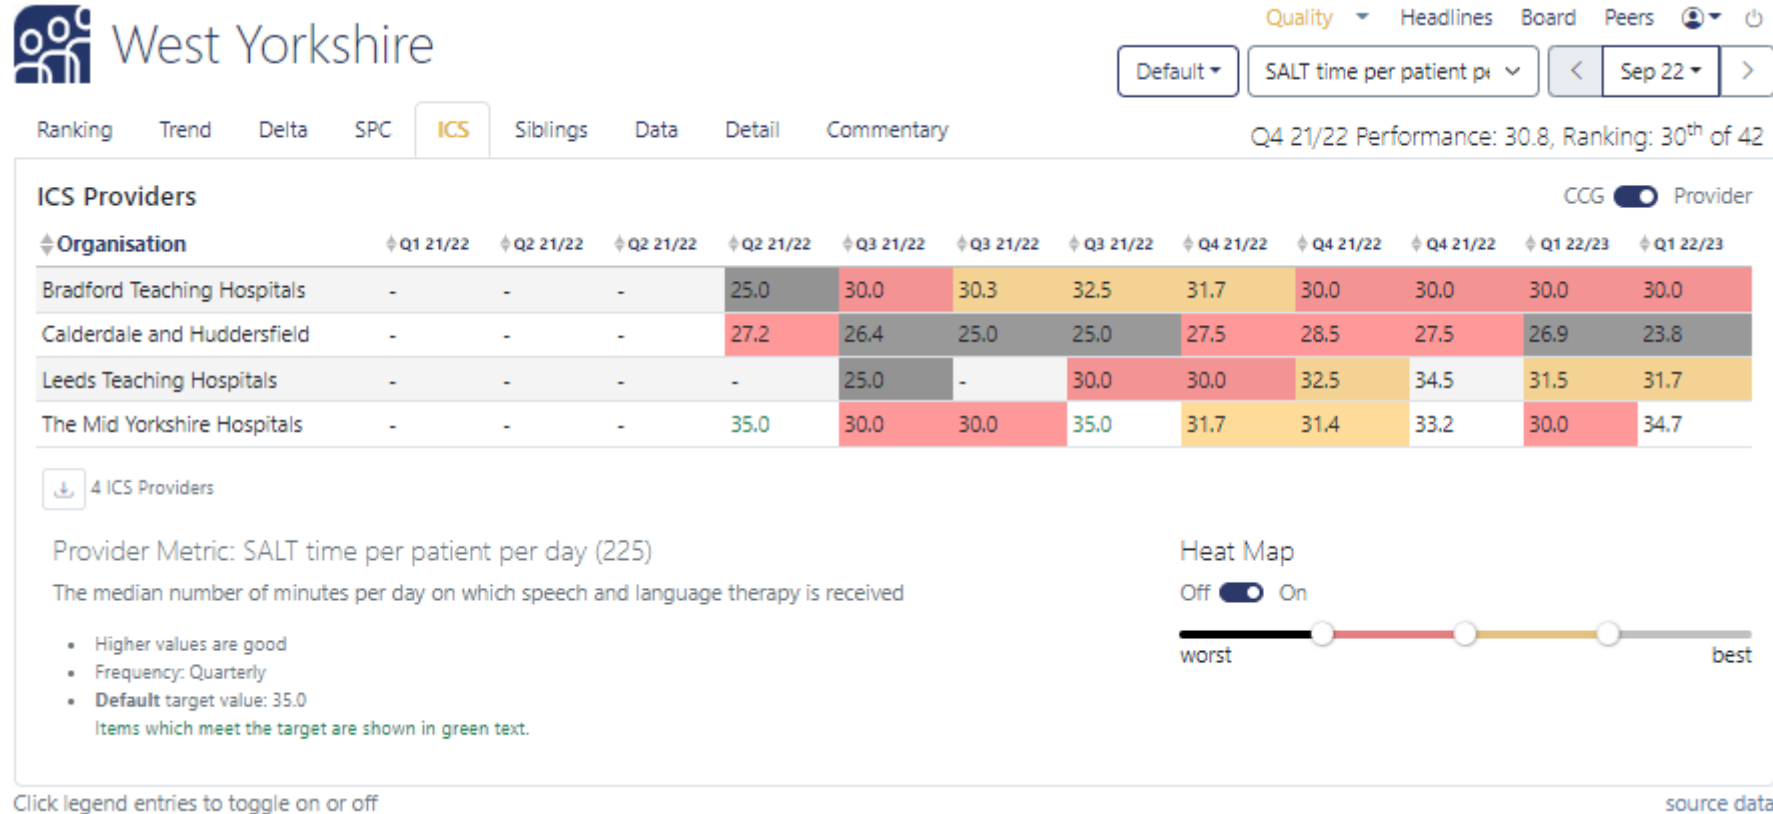 West Yorkshire
Quality Headlines Board Peers
Default SALT time per patient pe Sep 22
Ranking Trend Delta SPC ICS Siblings Data Detail Commentary
Q4 21/22 Performance: 30.8, Ranking: 30th of 42
ICS Providers
CCG Provider
Organisation Q1 21/22 Q2 21/22 Q2 21/22 Q2 21/22 Q3 21/22 Q3 21/22 Q3 21/22 Q4 21/22 Q4 21/22 Q4 21/22 Q1 22/23 Q1 22/23
Bradford Teaching Hospitals - - - 25.0 30.0 30.3 32.5 31.7 30.0 30.0 30.0 30.0
Calderdale and Huddersfield - - - 27.2 26.4 25.0 25.0 27.5 28.5 27.5 26.9 23.8
Leeds Teaching Hospitals - - - - 25.0 - 30.0 30.0 32.5 34.5 31.5 31.7
The Mid Yorkshire Hospitals - - - 35.0 30.0 30.0 35.0 31.7 31.4 33.2 30.0 34.7
4 ICS Providers
Provider Metric: SALT time per patient per day (225)
The median number of minutes per day on which speech and language therapy is received
• Higher values are good
• Frequency: Quarterly
• Default target value: 35.0
Items which meet the target are shown in green text.
Heat Map
Off On
worst best
Click legend entries to toggle on or off
source data